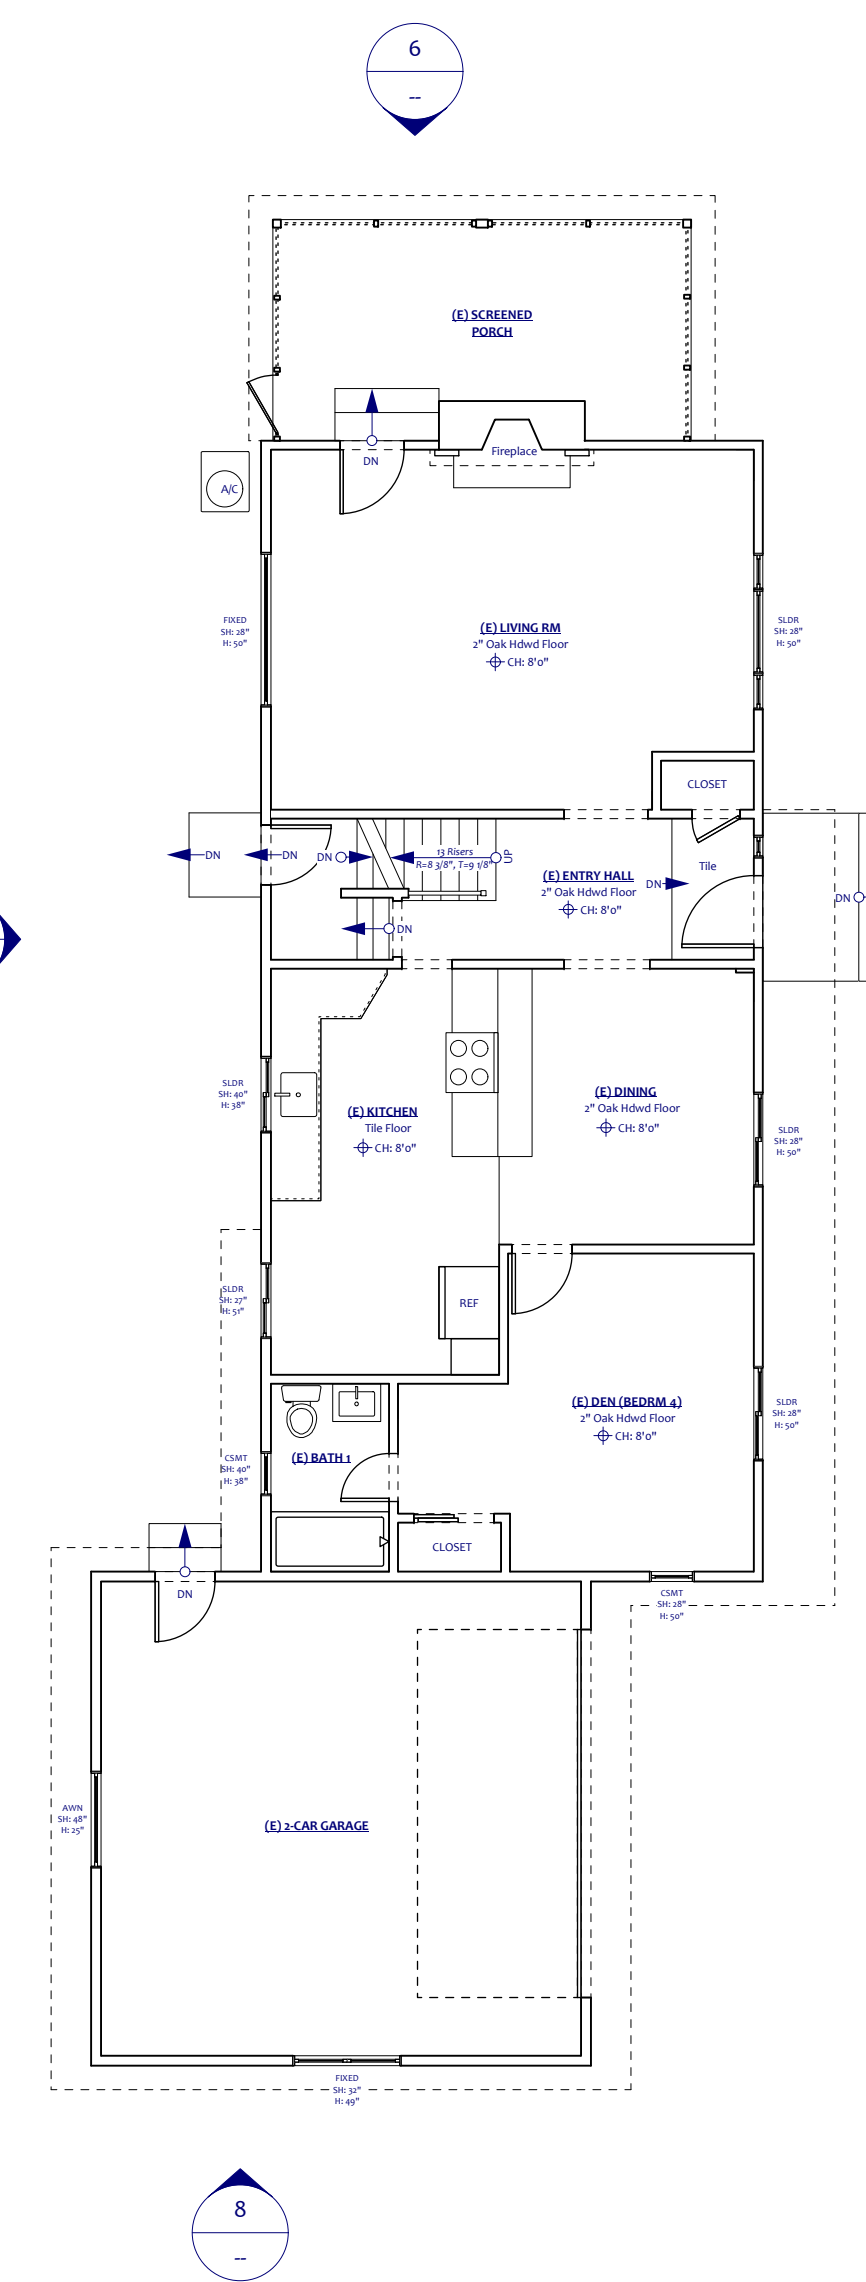 6
--
(E) SCREENED
PORCH
DN
Fireplace
A/C
FIXED
SH: 28"
H: 50"
(E) LIVING RM
2" Oak Hdwd Floor
CH: 8'0"
SLDR
SH: 28"
H: 50"
CLOSET
DN
DN
DN
13 Risers
R=8 3/8", T=9 1/8"
UP
(E) ENTRY HALL
2" Oak Hdwd Floor
CH: 8'0"
Tile
DN
DN
DN
SLDR
SH: 40"
H: 38"
(E) KITCHEN
Tile Floor
CH: 8'0"
(E) DINING
2" Oak Hdwd Floor
CH: 8'0"
SLDR
SH: 28"
H: 50"
SLDR
SH: 27"
H: 51"
REF
(E) DEN (BEDRM 4)
2" Oak Hdwd Floor
CH: 8'0"
SLDR
SH: 28"
H: 50"
CSMT
SH: 40"
H: 38"
(E) BATH 1
CLOSET
DN
CSMT
SH: 28"
H: 50"
AWN
SH: 48"
H: 25"
(E) 2-CAR GARAGE
FIXED
SH: 32"
H: 49"
8
--